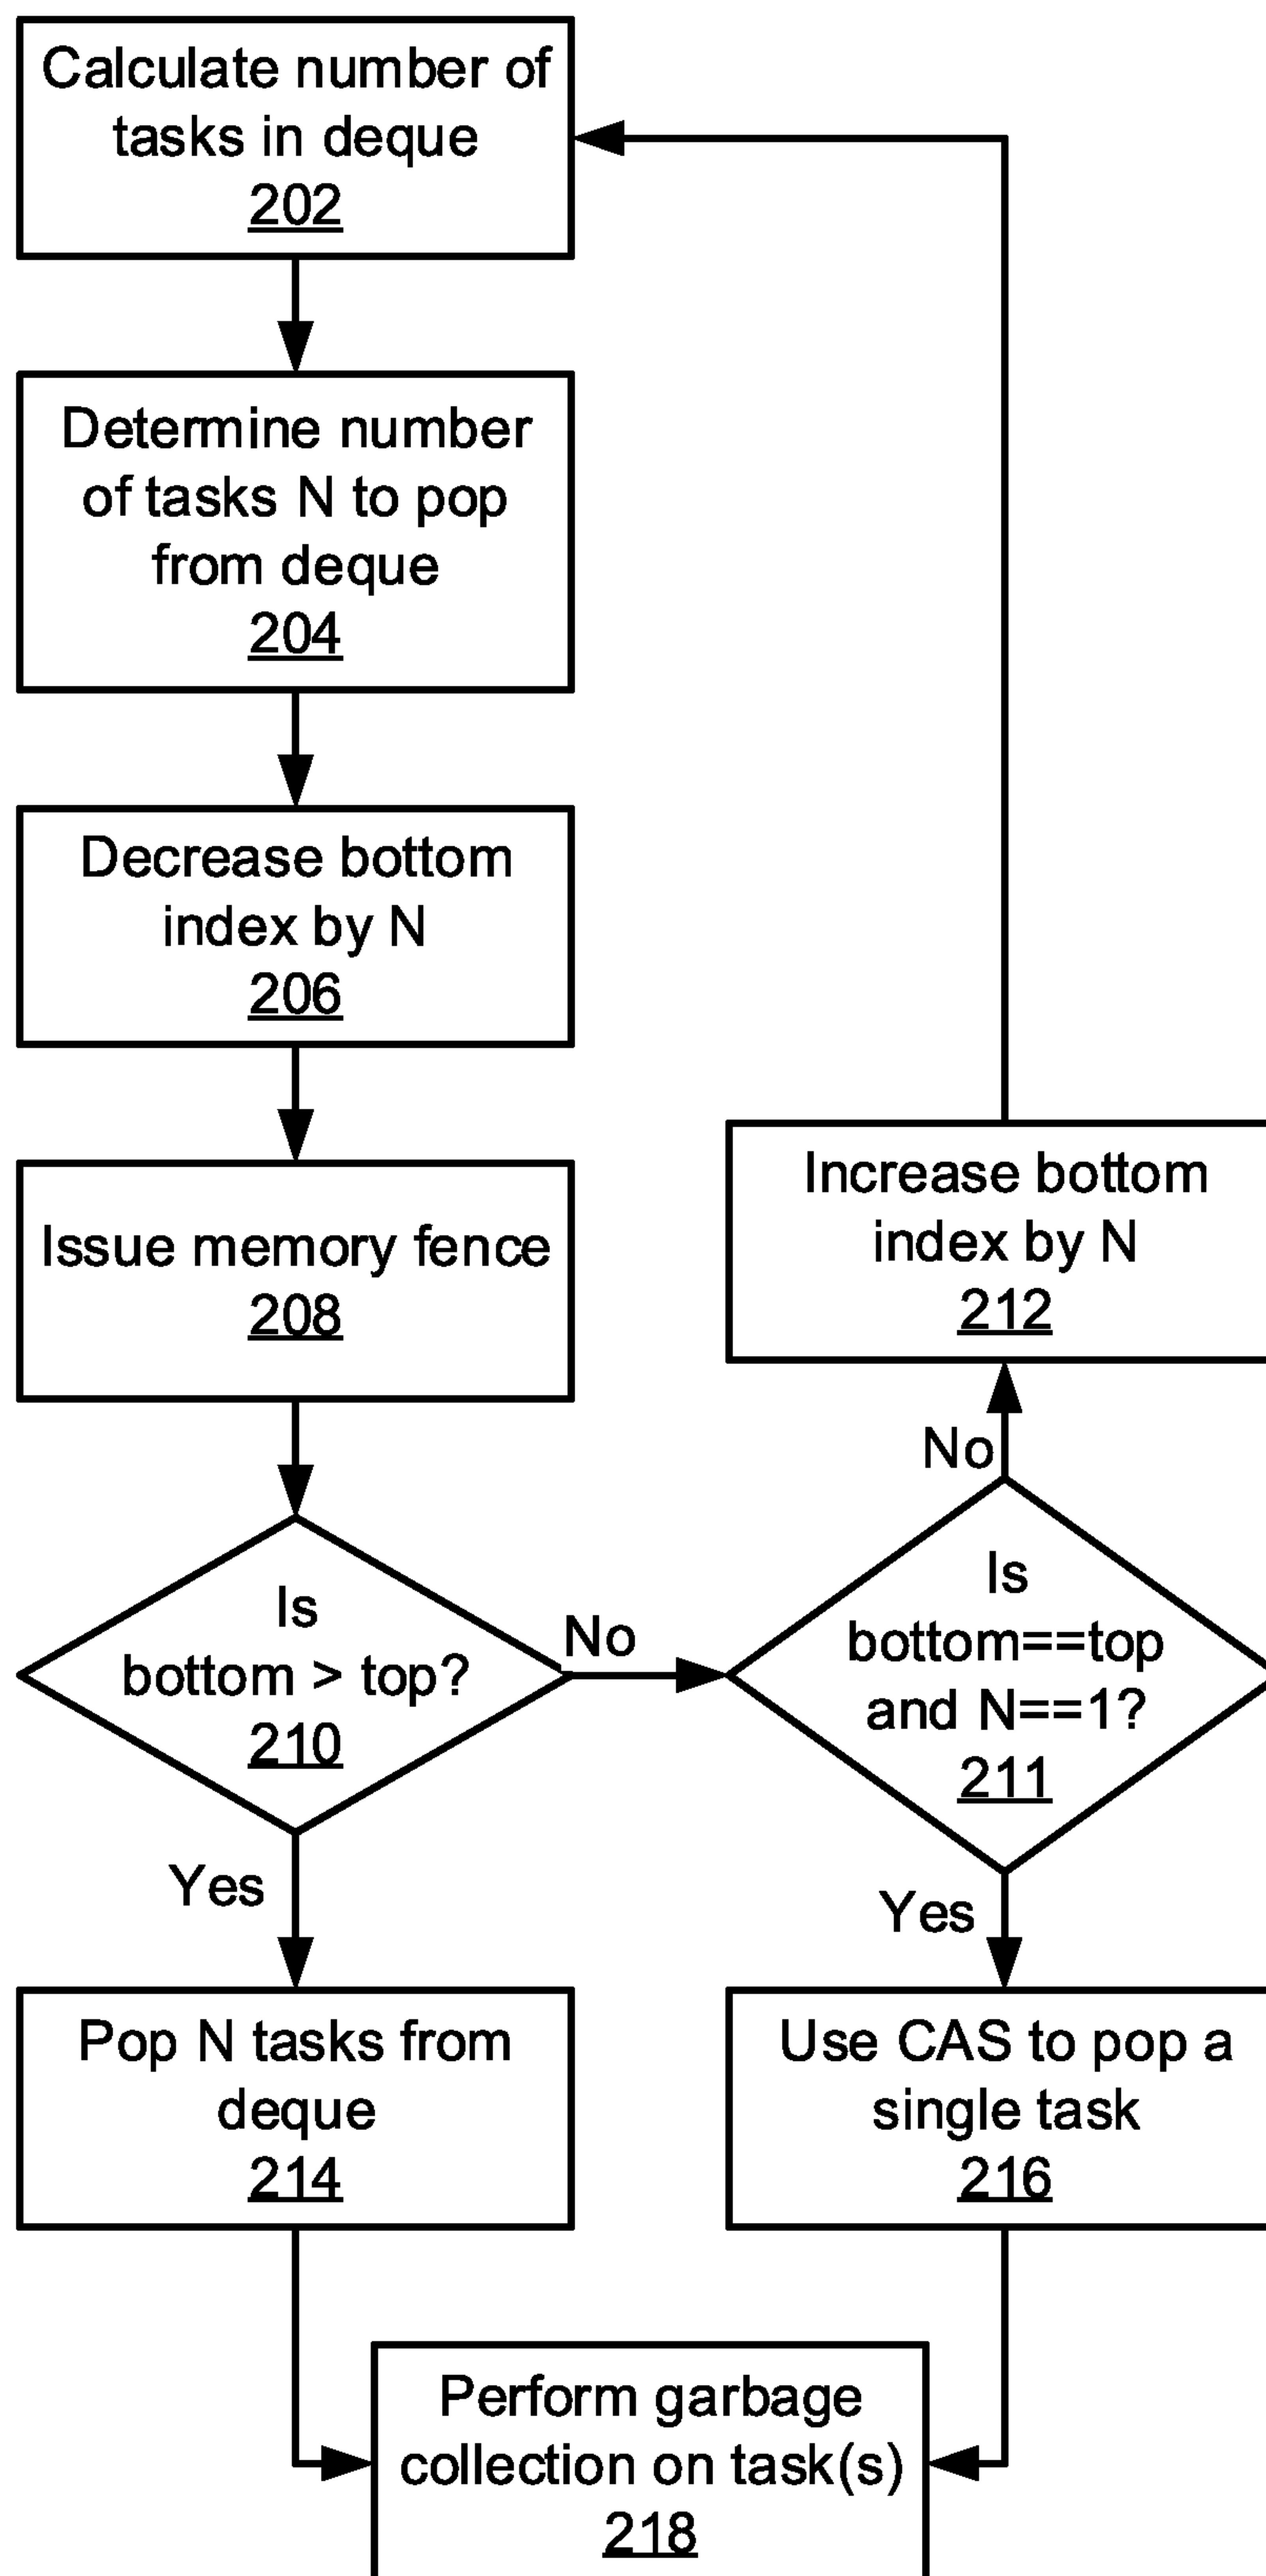 Calculate number of
tasks in deque
202
Determine number
of tasks N to pop
from deque
204
Decrease bottom
index by N
206
Issue memory fence
208
Is
bottom > top?
210
No
Is
bottom==top
and N==1?
211
No
Increase bottom
index by N
212
Yes
Pop N tasks from
deque
214
Yes
Use CAS to pop a
single task
216
Perform garbage
collection on task(s)
218